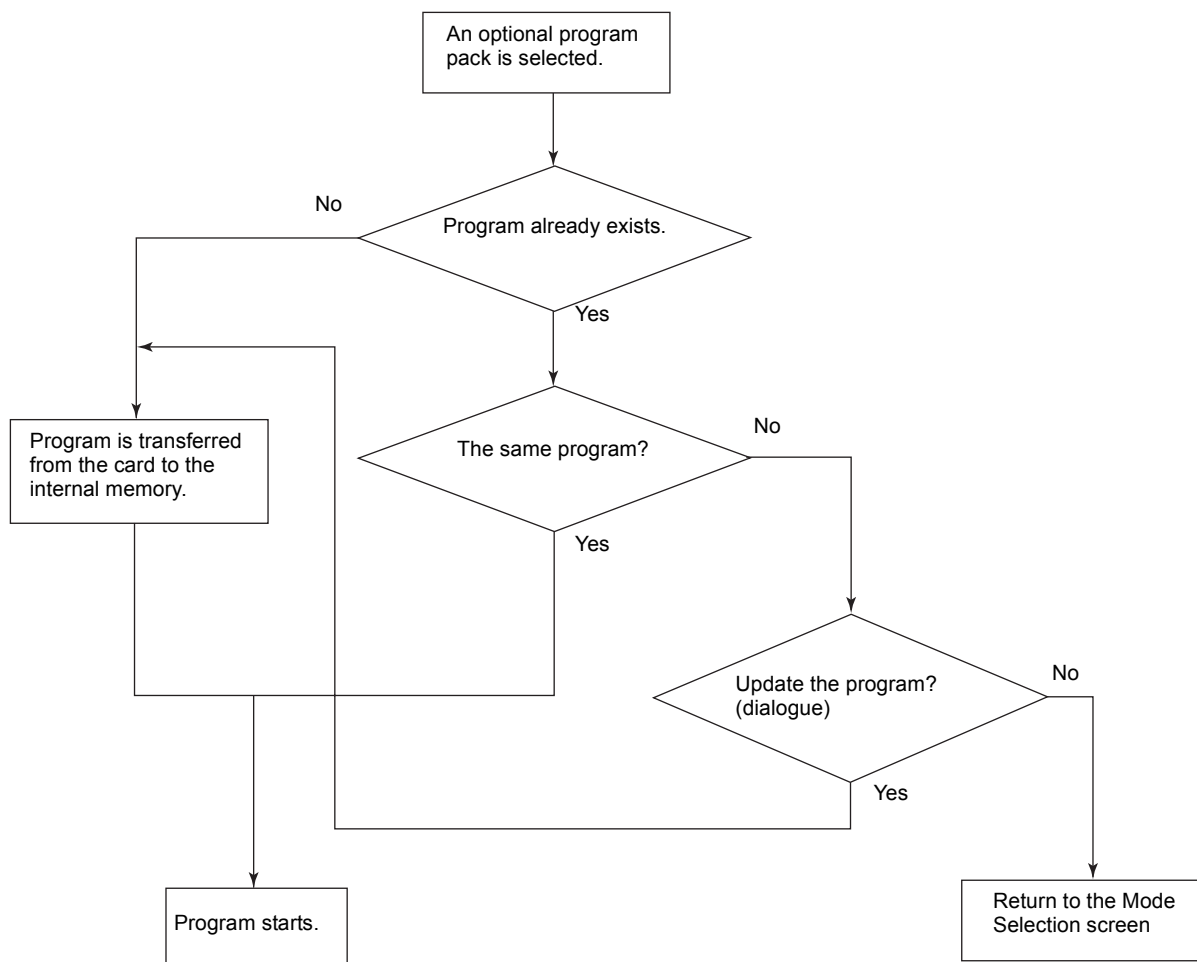 An optional program
pack is selected.
No
Program already exists.
Yes
Program is transferred
from the card to the
internal memory.
The same program?
No
Yes
Update the program?
(dialogue)
No
Yes
Program starts.
Return to the Mode
Selection screen